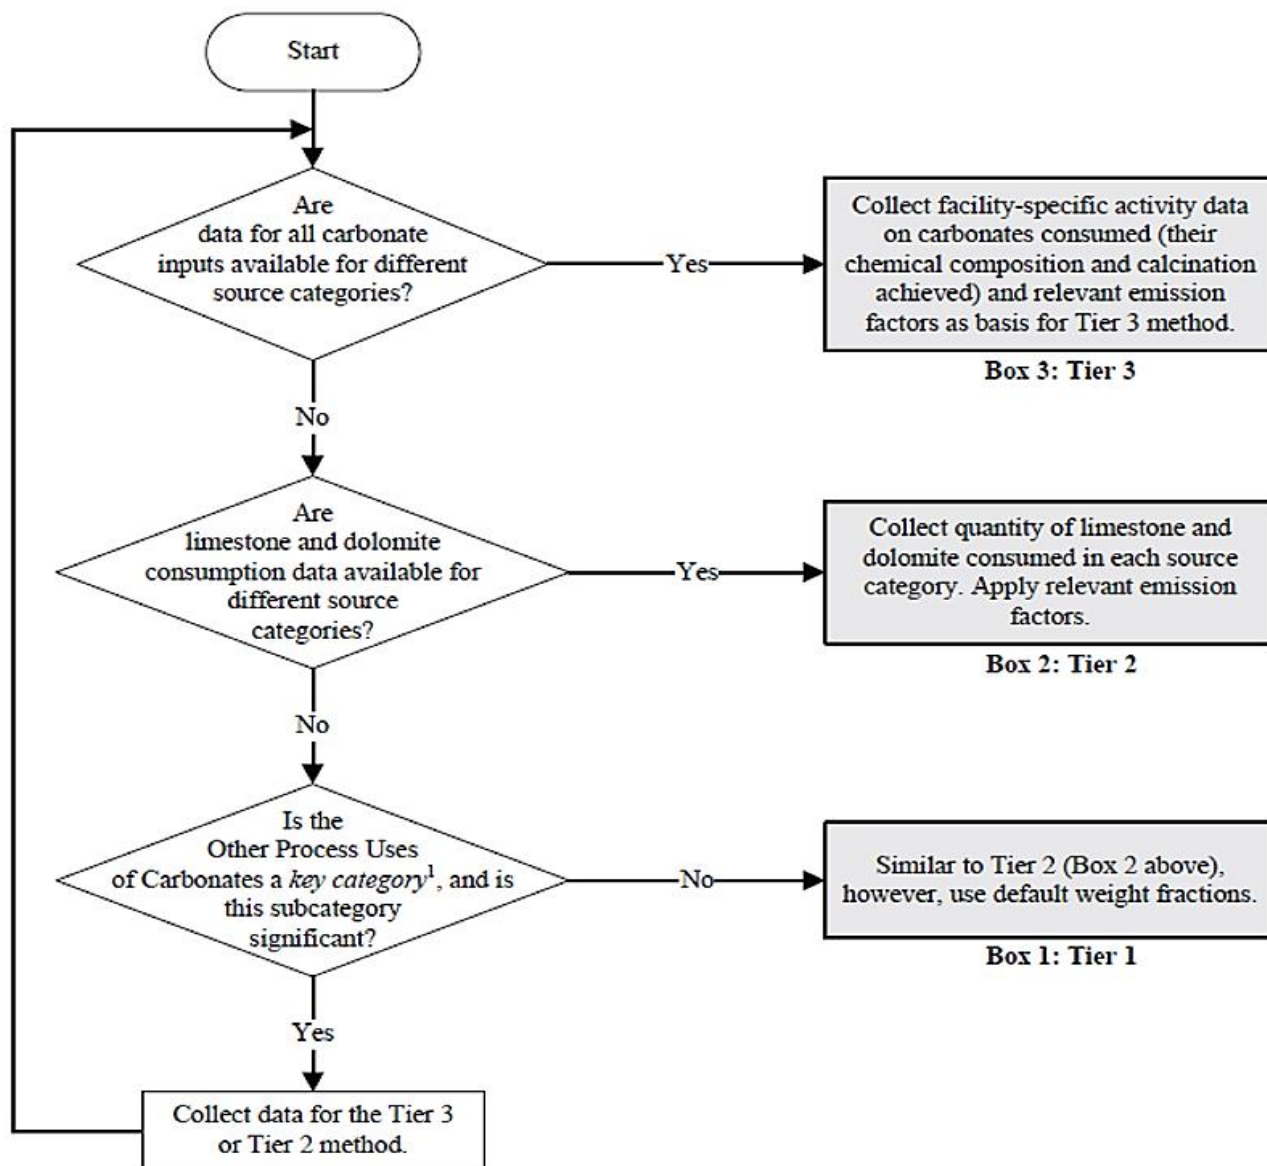 Start
Are
data for all carbonate
inputs available for different
source categories?
Yes
Collect facility-specific activity data
on carbonates consumed (their
chemical composition and calcination
achieved) and relevant emission
factors as basis for Tier 3 method.
Box 3: Tier 3
No
Are
limestone and dolomite
consumption data available for
different source
categories?
Yes
Collect quantity of limestone and
dolomite consumed in each source
category. Apply relevant emission
factors.
Box 2: Tier 2
No
Is the
Other Process Uses
of Carbonates a key category¹, and is
this subcategory
significant?
No
Similar to Tier 2 (Box 2 above),
however, use default weight fractions.
Box 1: Tier 1
Yes
Collect data for the Tier 3
or Tier 2 method.